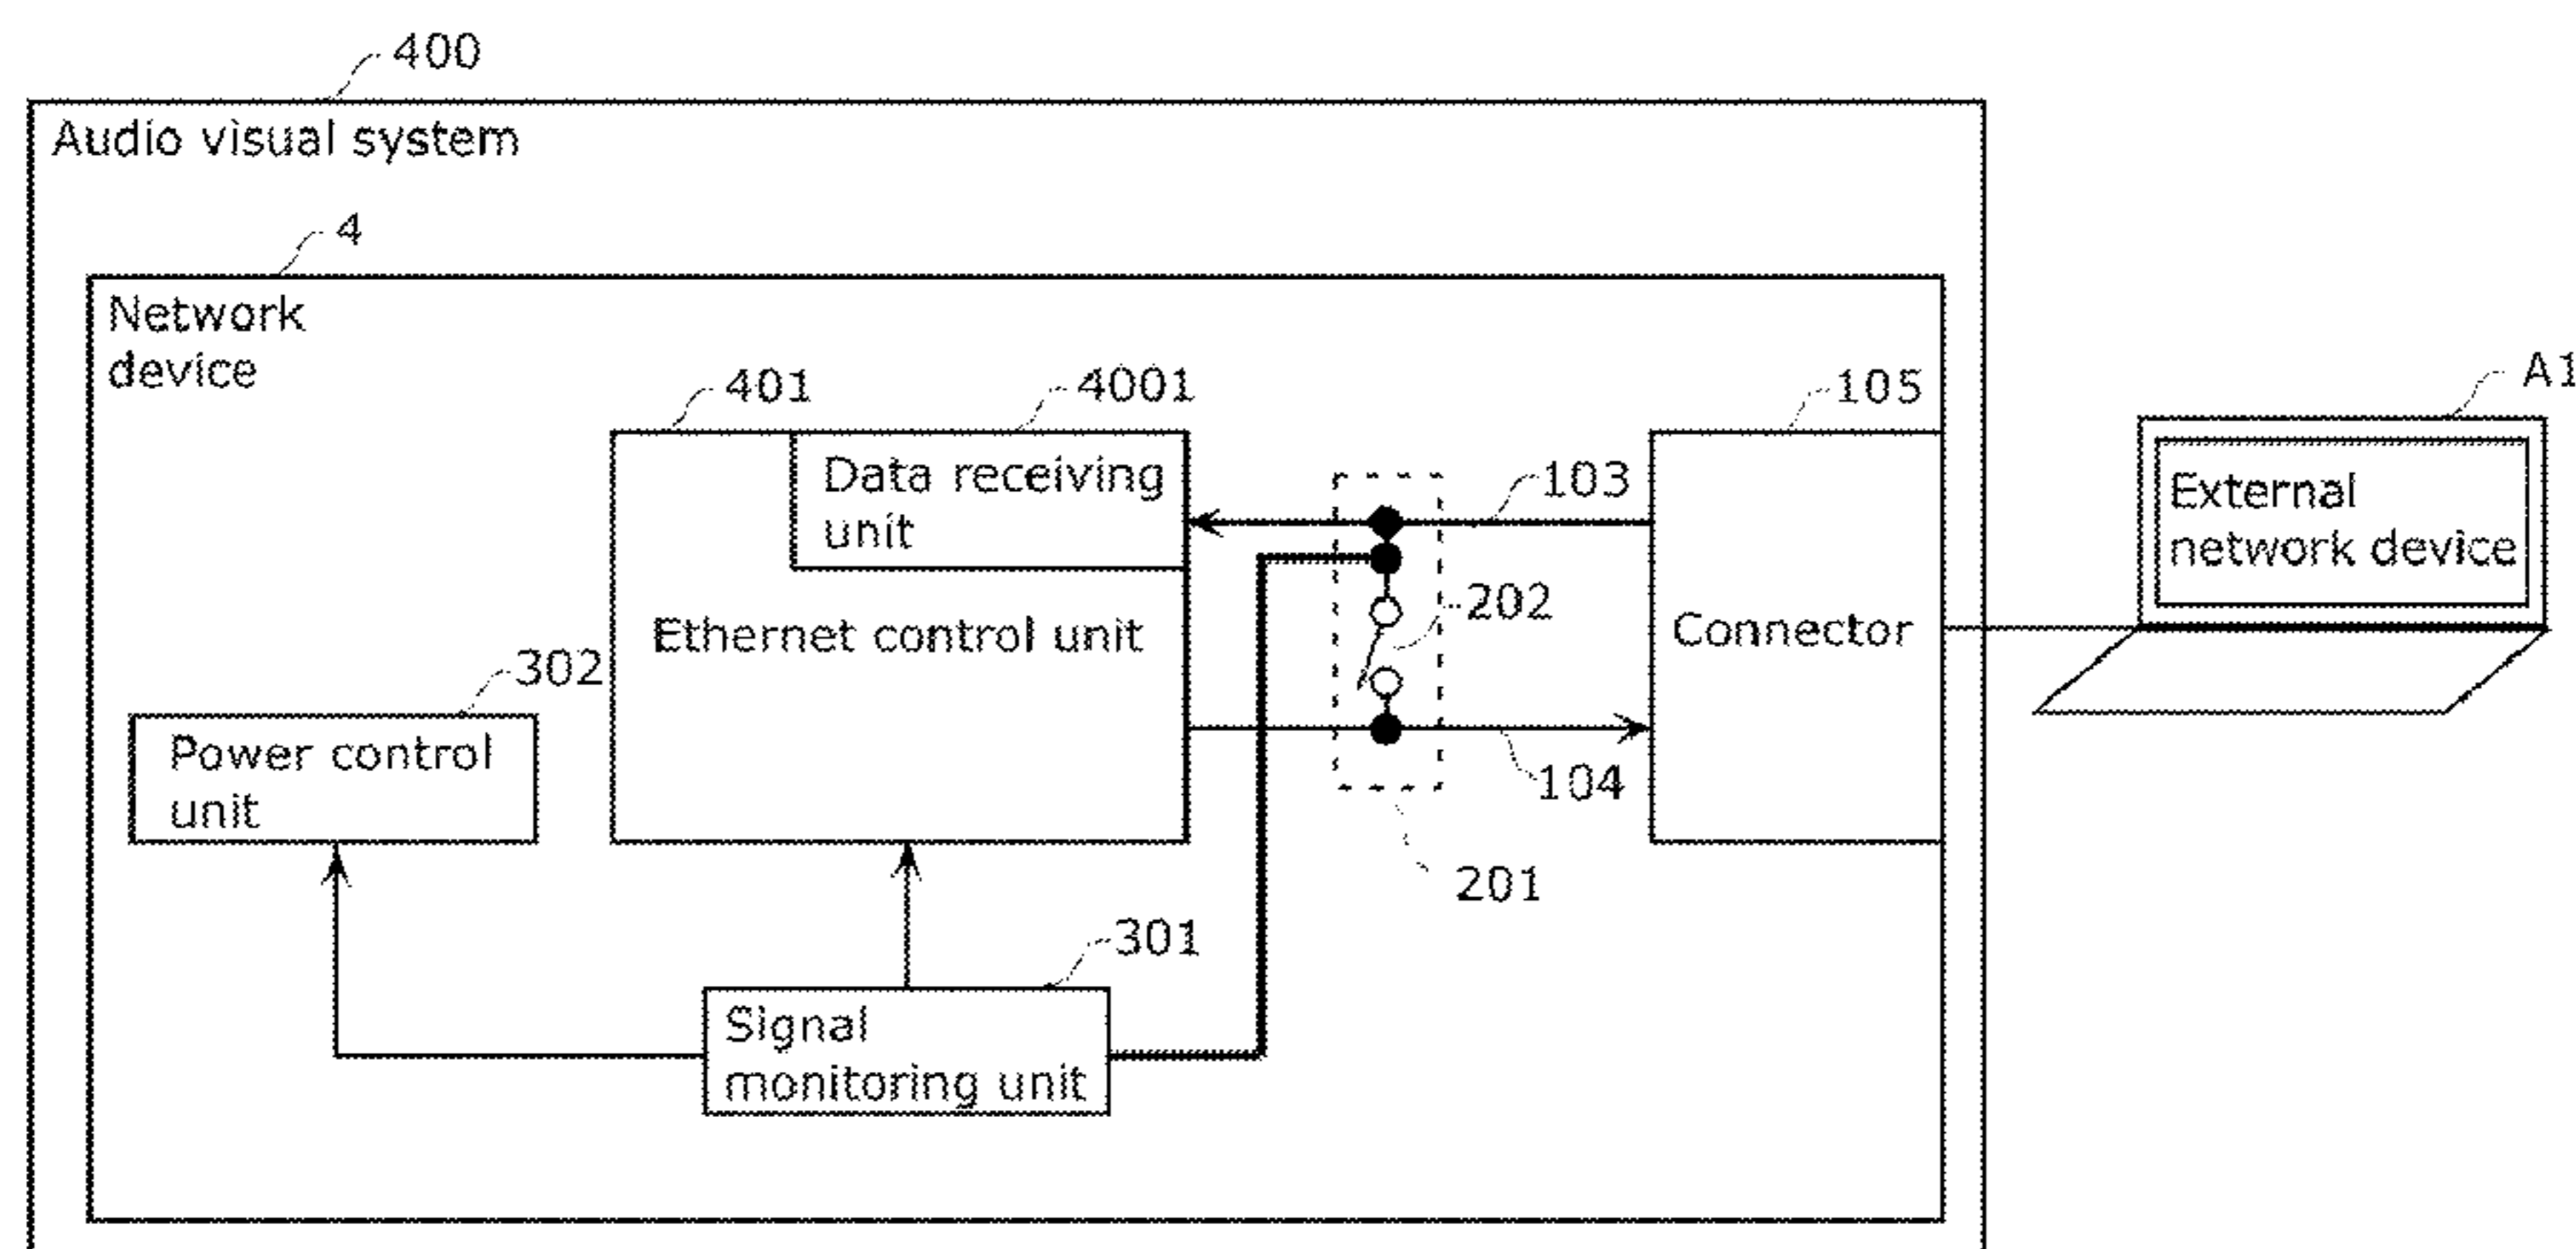 400
Audio visual system
4
Network
device
401
4001
105
A1
Data receiving
unit
103
External
network device
202
Ethernet control unit
Connector
302
Power control
unit
104
201
301
Signal
monitoring unit